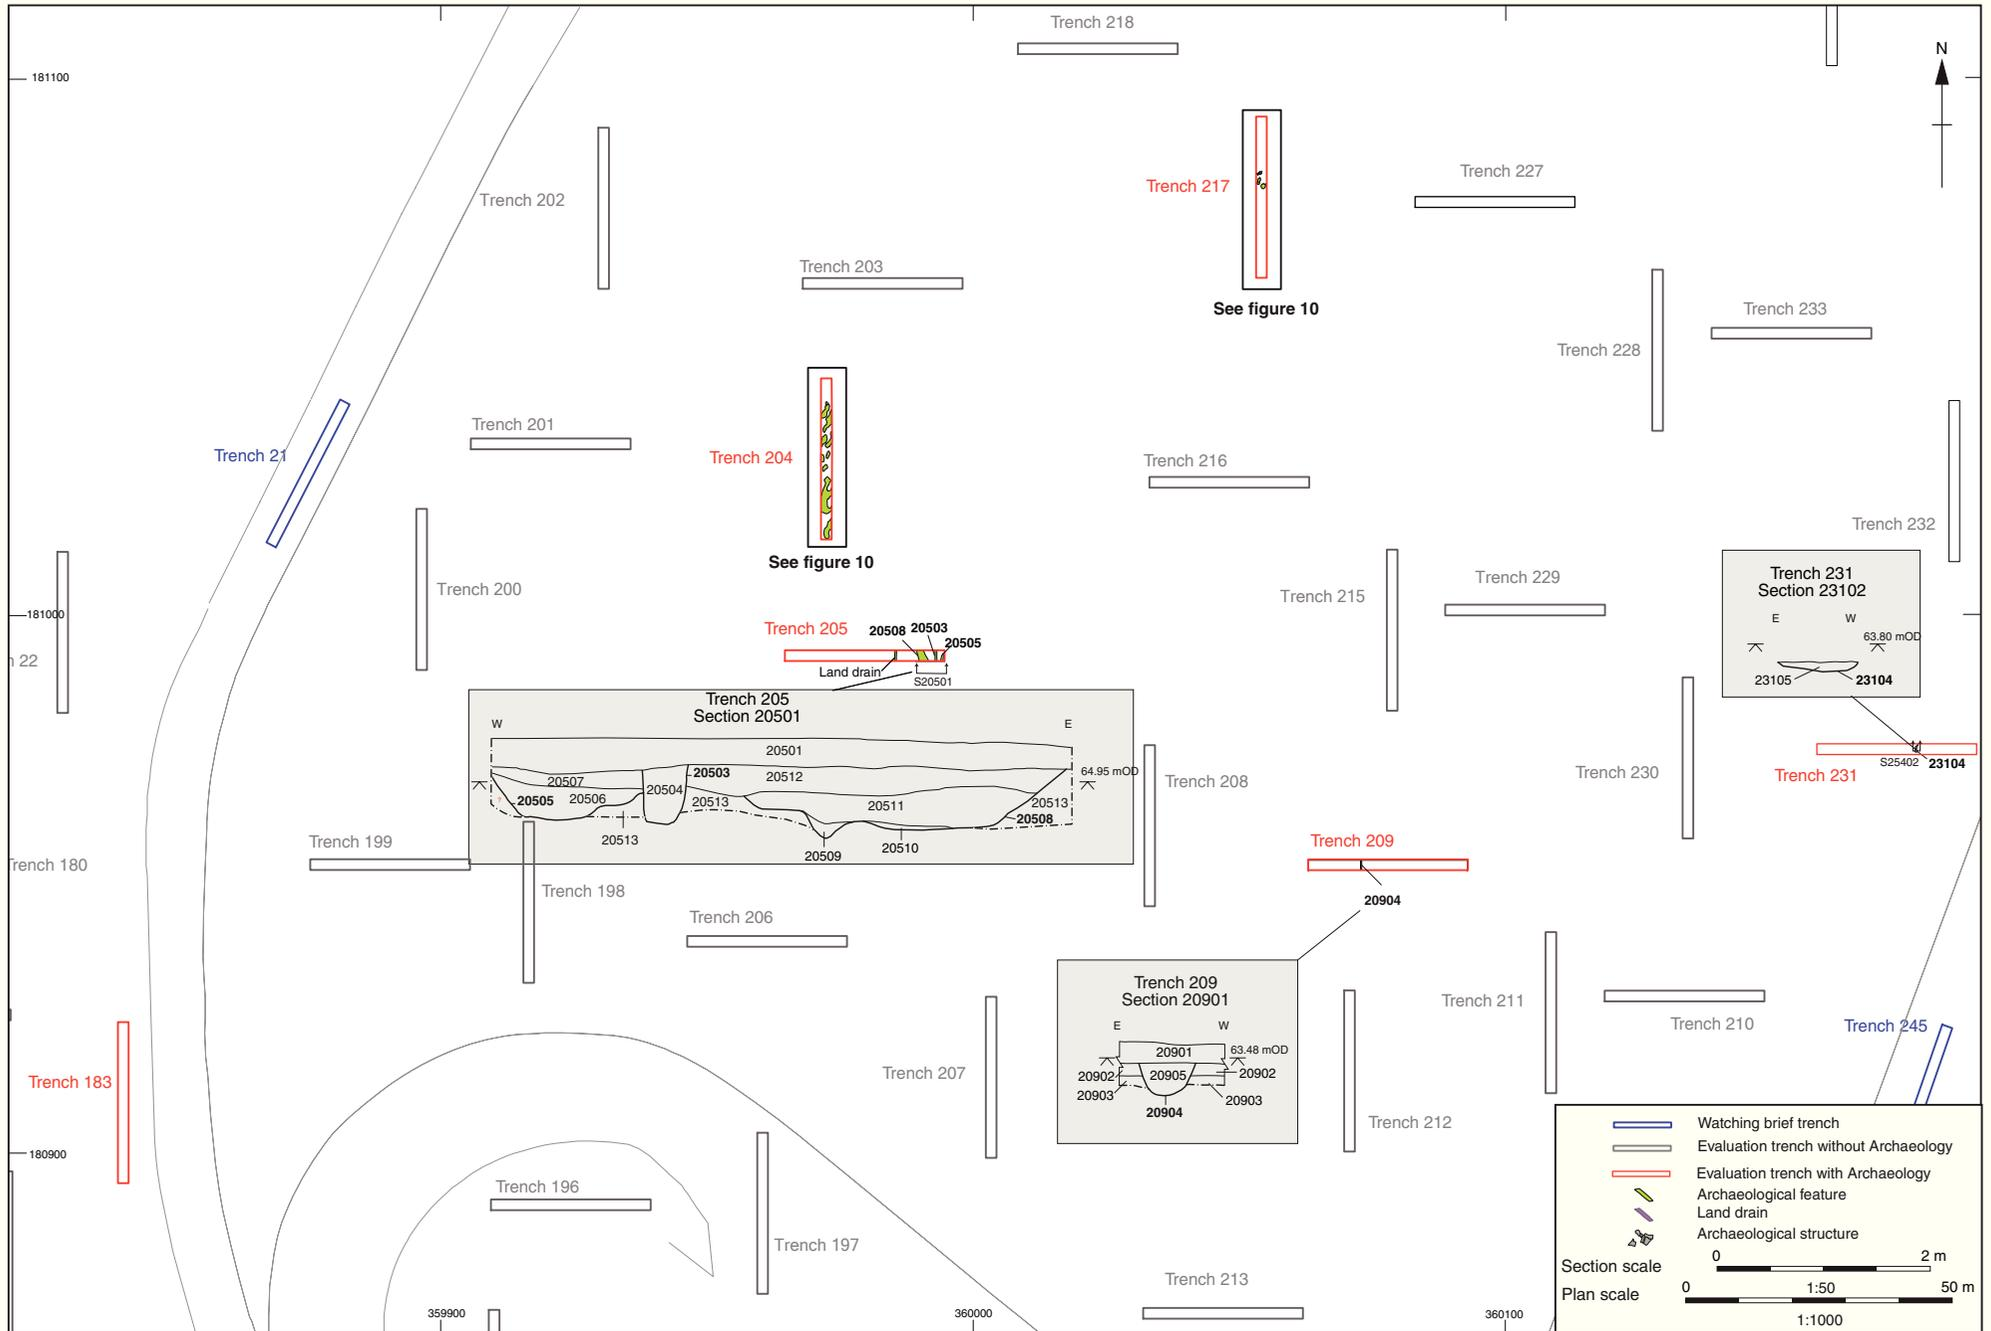 Trench 218
N
181100
Trench 202
Trench 217
Trench 227
Trench 203
See figure 10
Trench 233
Trench 228
Trench 201
Trench 21
Trench 204
Trench 216
Trench 232
See figure 10
Trench 200
Trench 215
Trench 229
Trench 231
Section 23102
E W
63.80 mOD
23105 23104
181000
22
Trench 205
20508 20503
20505
Land drain
S20501
Trench 205
Section 20501
W E
20501
20507
20503
20512
64.95 mOD
20504
20505
20506
20513
20511
20513
20508
20513
20509
20510
Trench 208
Trench 230
Trench 231
S25402
23104
Trench 199
Trench 180
Trench 198
Trench 209
20904
Trench 206
Trench 209
Section 20901
E W
20901
63.48 mOD
20902
20905
20902
20903
20903
20904
Trench 211
Trench 210
Trench 245
Trench 183
Trench 207
Trench 212
180900
Trench 196
Trench 197
Trench 213
359900
360000
360100
Watching brief trench
Evaluation trench without Archaeology
Evaluation trench with Archaeology
Archaeological feature
Land drain
Archaeological structure
0 2 m
Section scale
1:50
0 50 m
Plan scale
1:1000